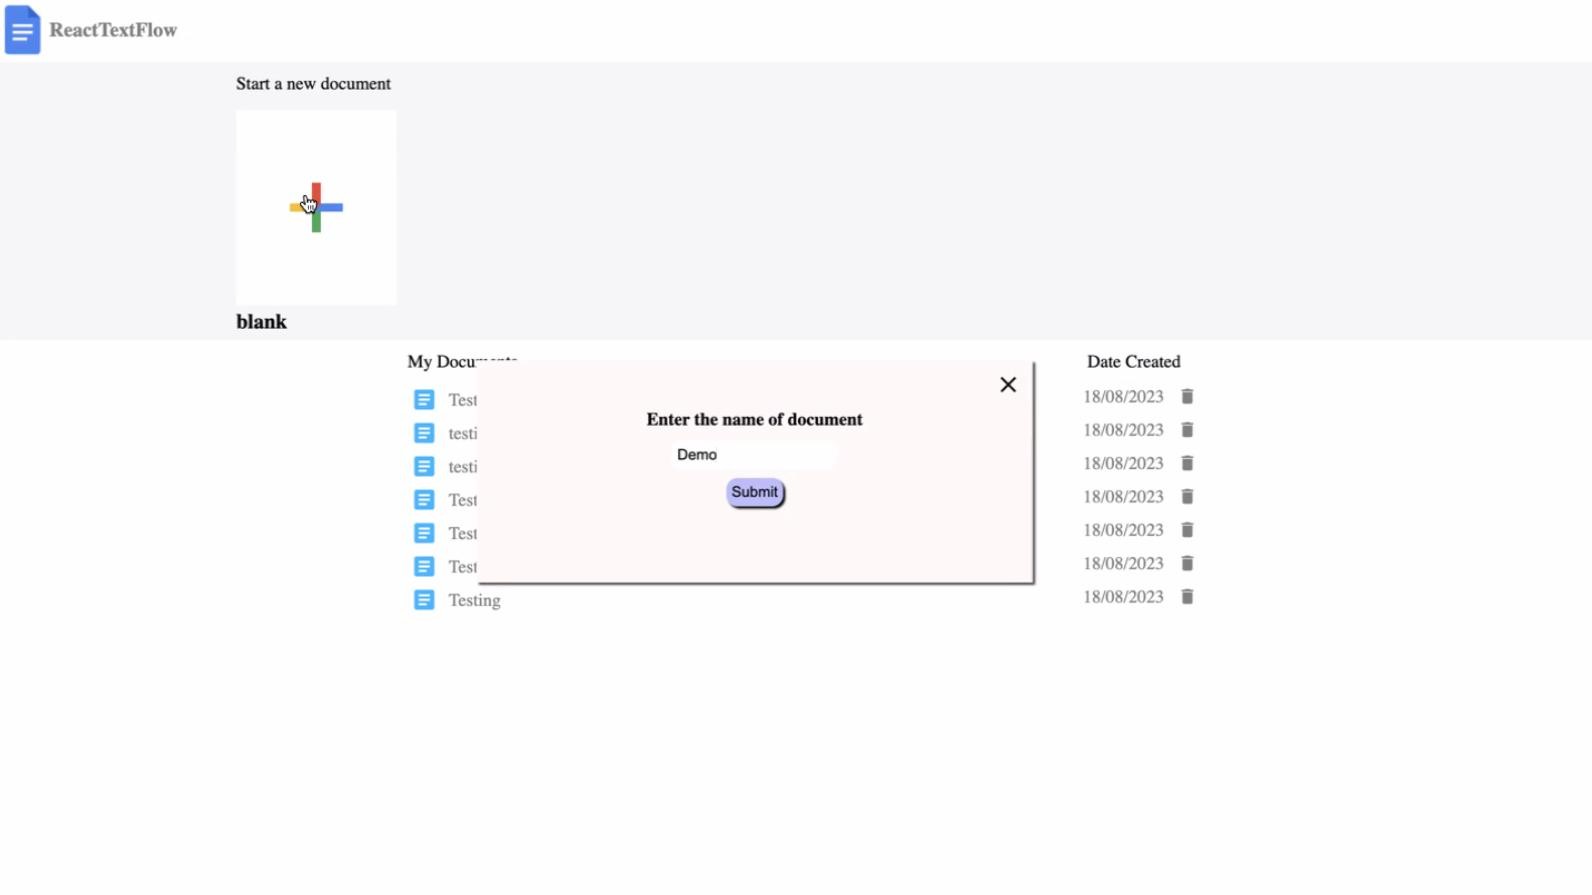 ReactTextFlow
Start a new document
blank
My Documents Date Created
Enter the name of document
Demo
Submit
Test 18/08/2023
testi 18/08/2023
testi 18/08/2023
Test 18/08/2023
Test 18/08/2023
Test 18/08/2023
Testing 18/08/2023